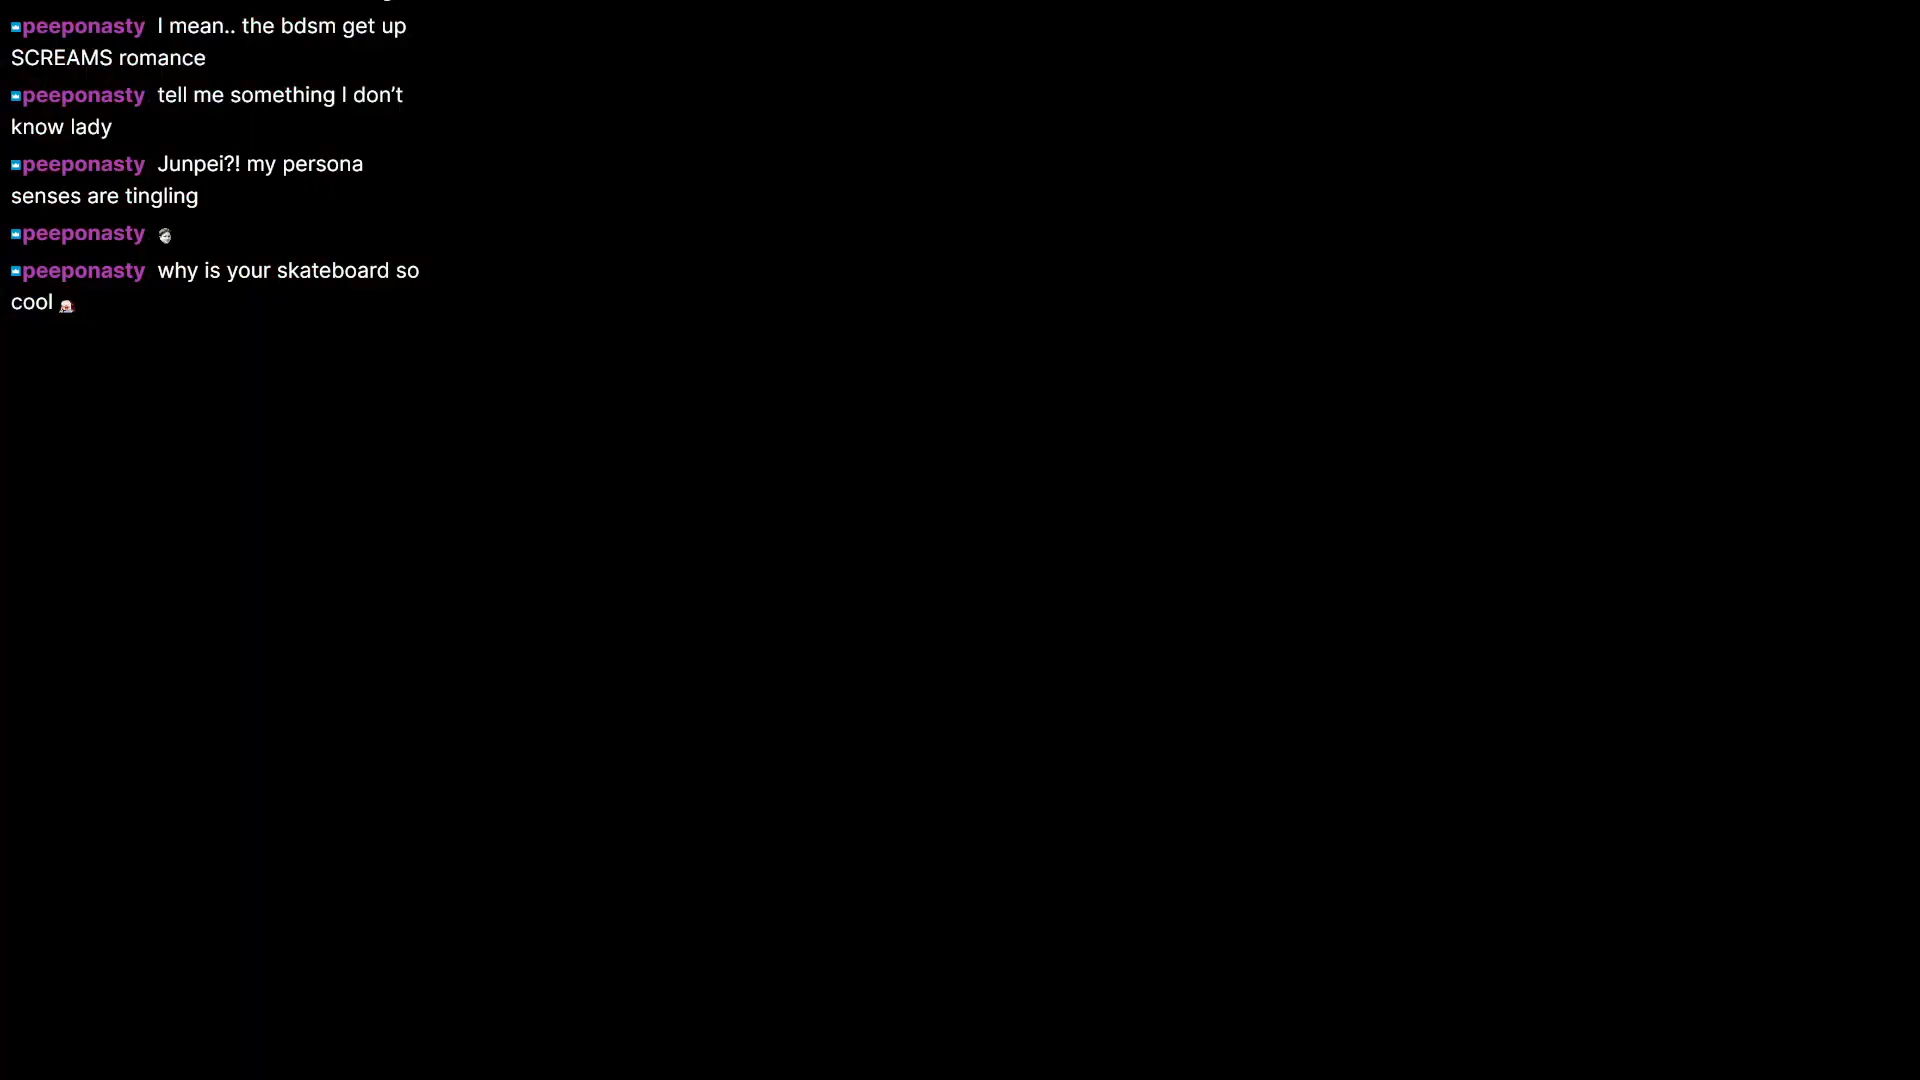 peeponasty I mean.. the bdsm get up
SCREAMS romance
peeponasty tell me something I don’t
know lady
peeponasty Junpei?! my persona
senses are tingling
peeponasty
peeponasty why is your skateboard so
cool